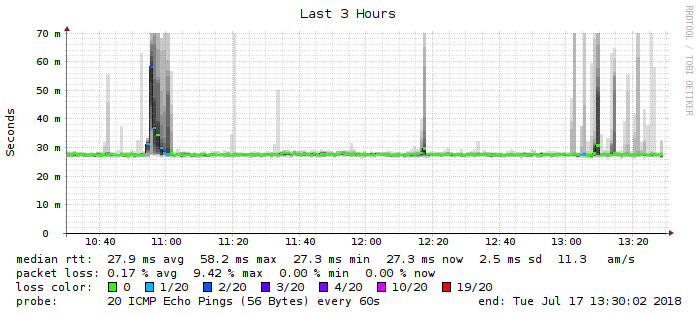 Last 3 Hours
RRDTOOL / TOBI OETIKER
Seconds
70 m
60 m
50 m
40 m
30 m
20 m
10 m
0
10:40 11:00 11:20 11:40 12:00 12:20 12:40 13:00 13:20
median rtt: 27.9 ms avg 58.2 ms max 27.3 ms min 27.3 ms now 2.5 ms sd 11.3 am/s
packet loss: 0.17 % avg 9.42 % max 0.00 % min 0.00 % now
loss color: 0 1/20 2/20 3/20 4/20 10/20 19/20
probe: 20 ICMP Echo Pings (56 Bytes) every 60s end: Tue Jul 17 13:30:02 2018